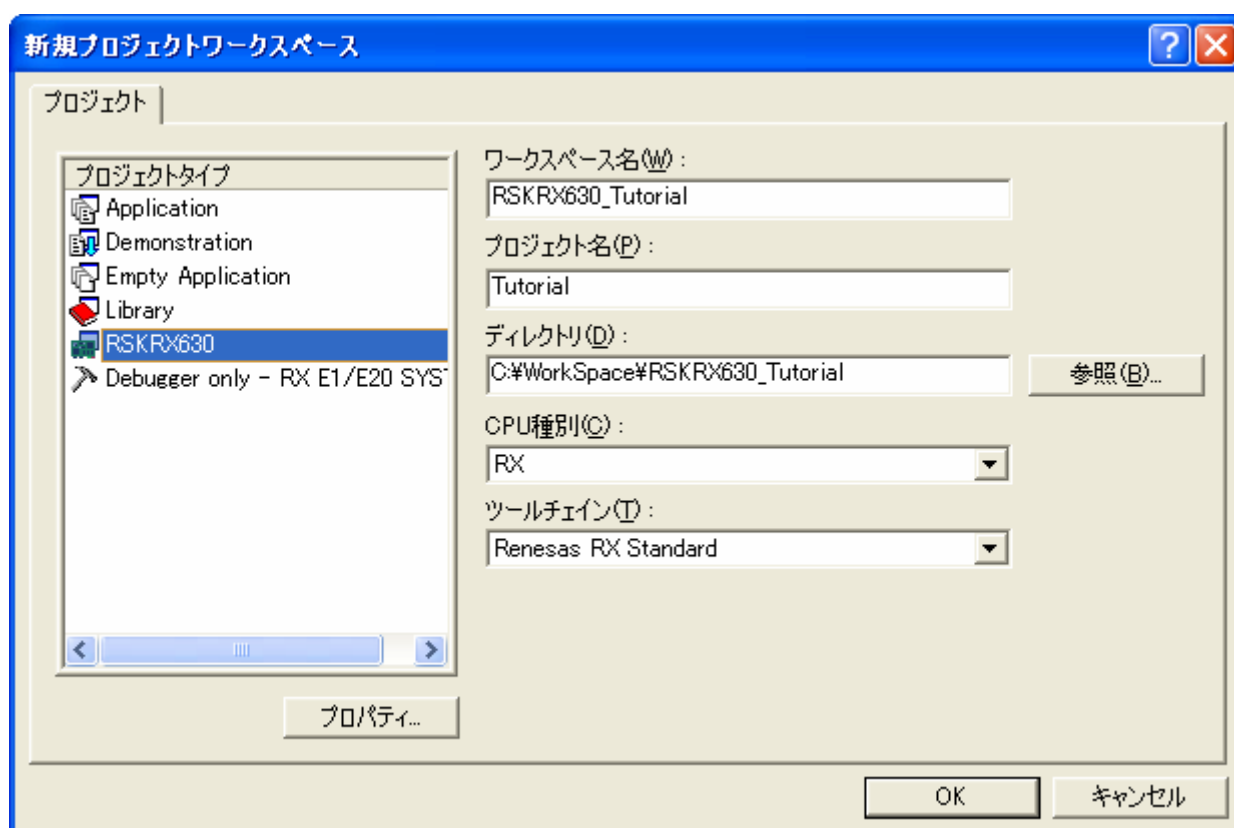 新規プロジェクトワークスペース
プロジェクト
プロジェクトタイプ
Application
Demonstration
Empty Application
Library
RSKRX630
Debugger only - RX E1/E20 SYS
プロパティ...
ワークスペース名(W) :
RSKRX630_Tutorial
プロジェクト名(P) :
Tutorial
ディレクトリ(D) :
C:¥WorkSpace¥RSKRX630_Tutorial
参照(B)...
CPU種別(C) :
RX
ツールチェイン(T) :
Renesas RX Standard
OK
キャンセル